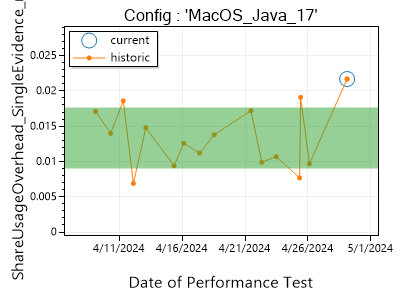 Config : 'MacOS_Java_17'
current
historic
ShareUsageOverhead_SingleEvidence_
0.025
0.02
0.015
0.01
0.005
0
4/11/2024
4/16/2024
4/21/2024
4/26/2024
5/1/2024
Date of Performance Test